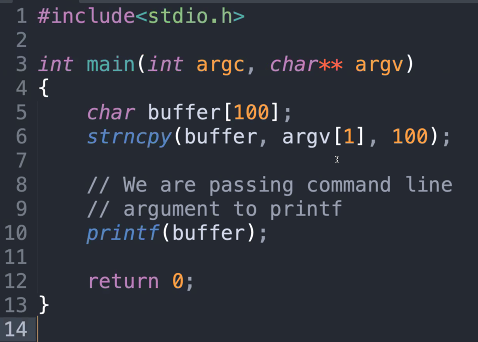 1 #include<stdio.h>
2
3 int main(int argc, char** argv)
4 {
5     char buffer[100];
6     strncpy(buffer, argv[1], 100);
7
8     // We are passing command line
9     // argument to printf
10     printf(buffer);
11
12     return 0;
13 }
14